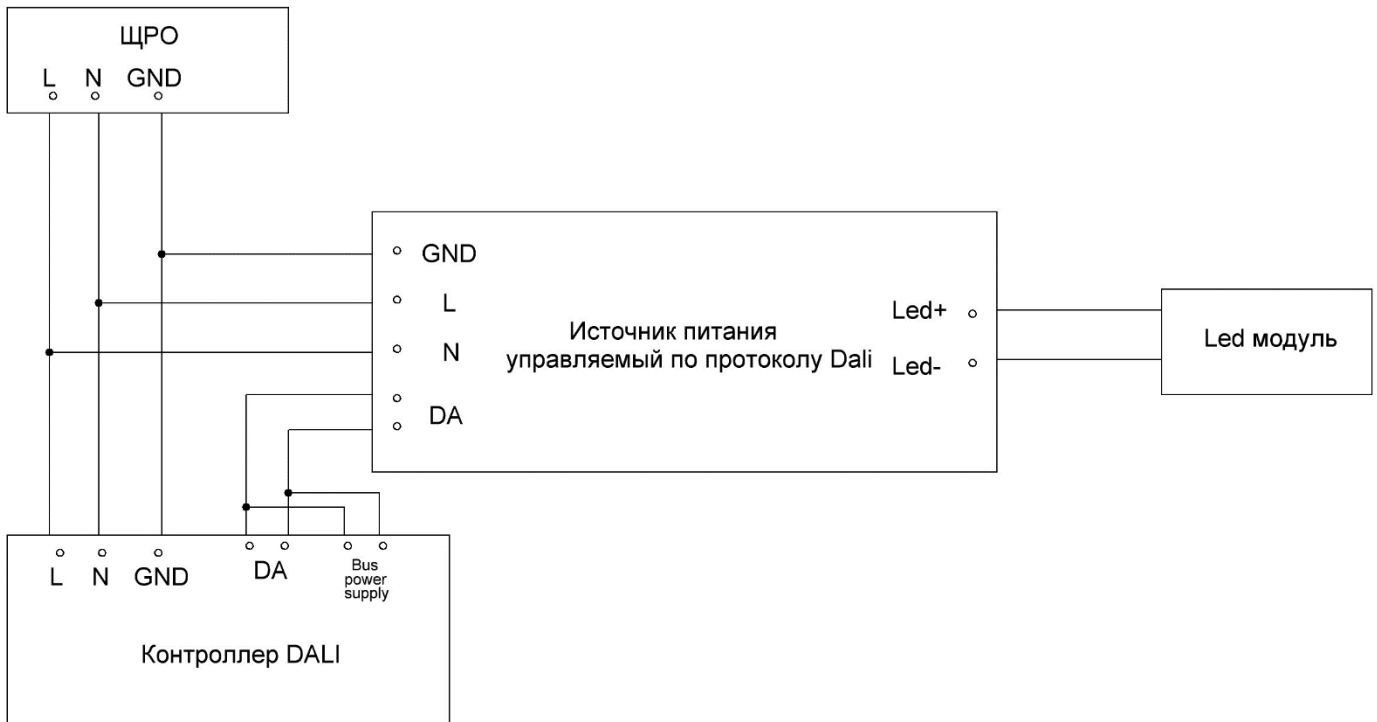 ЩРО
L N GND
GND
L
N
DA
Источник питания
управляемый по протоколу Dali
Led+
Led-
Led модуль
L N GND DA
Bus
power
supply
Контроллер DALI